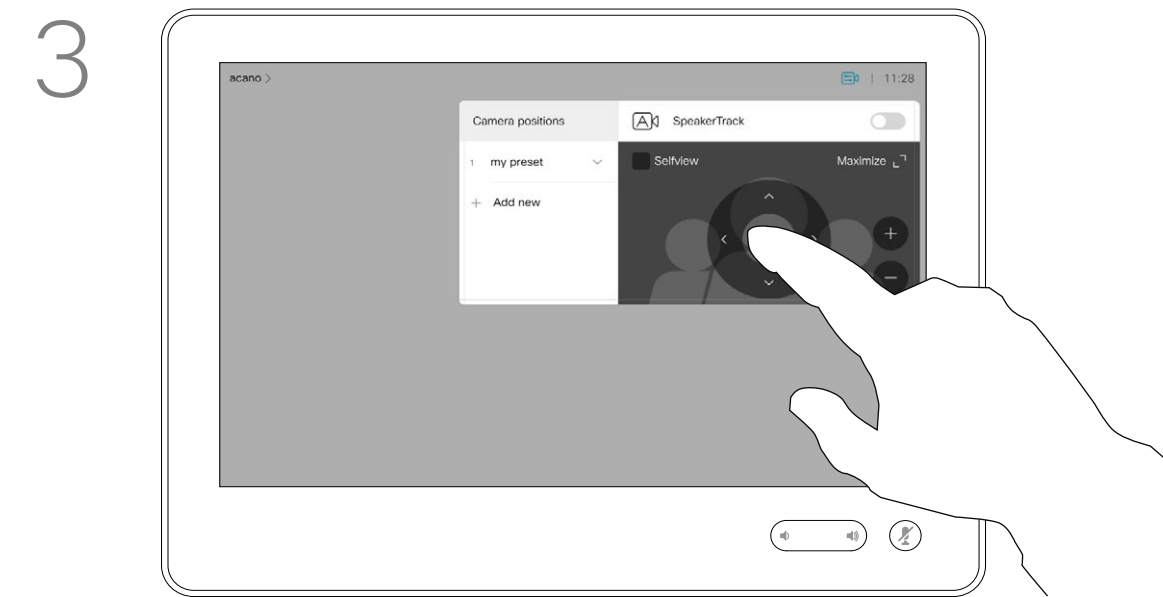 3
acano >
11:28
Camera positions
SpeakerTrack
1 my preset
Selfview
Maximize
+ Add new